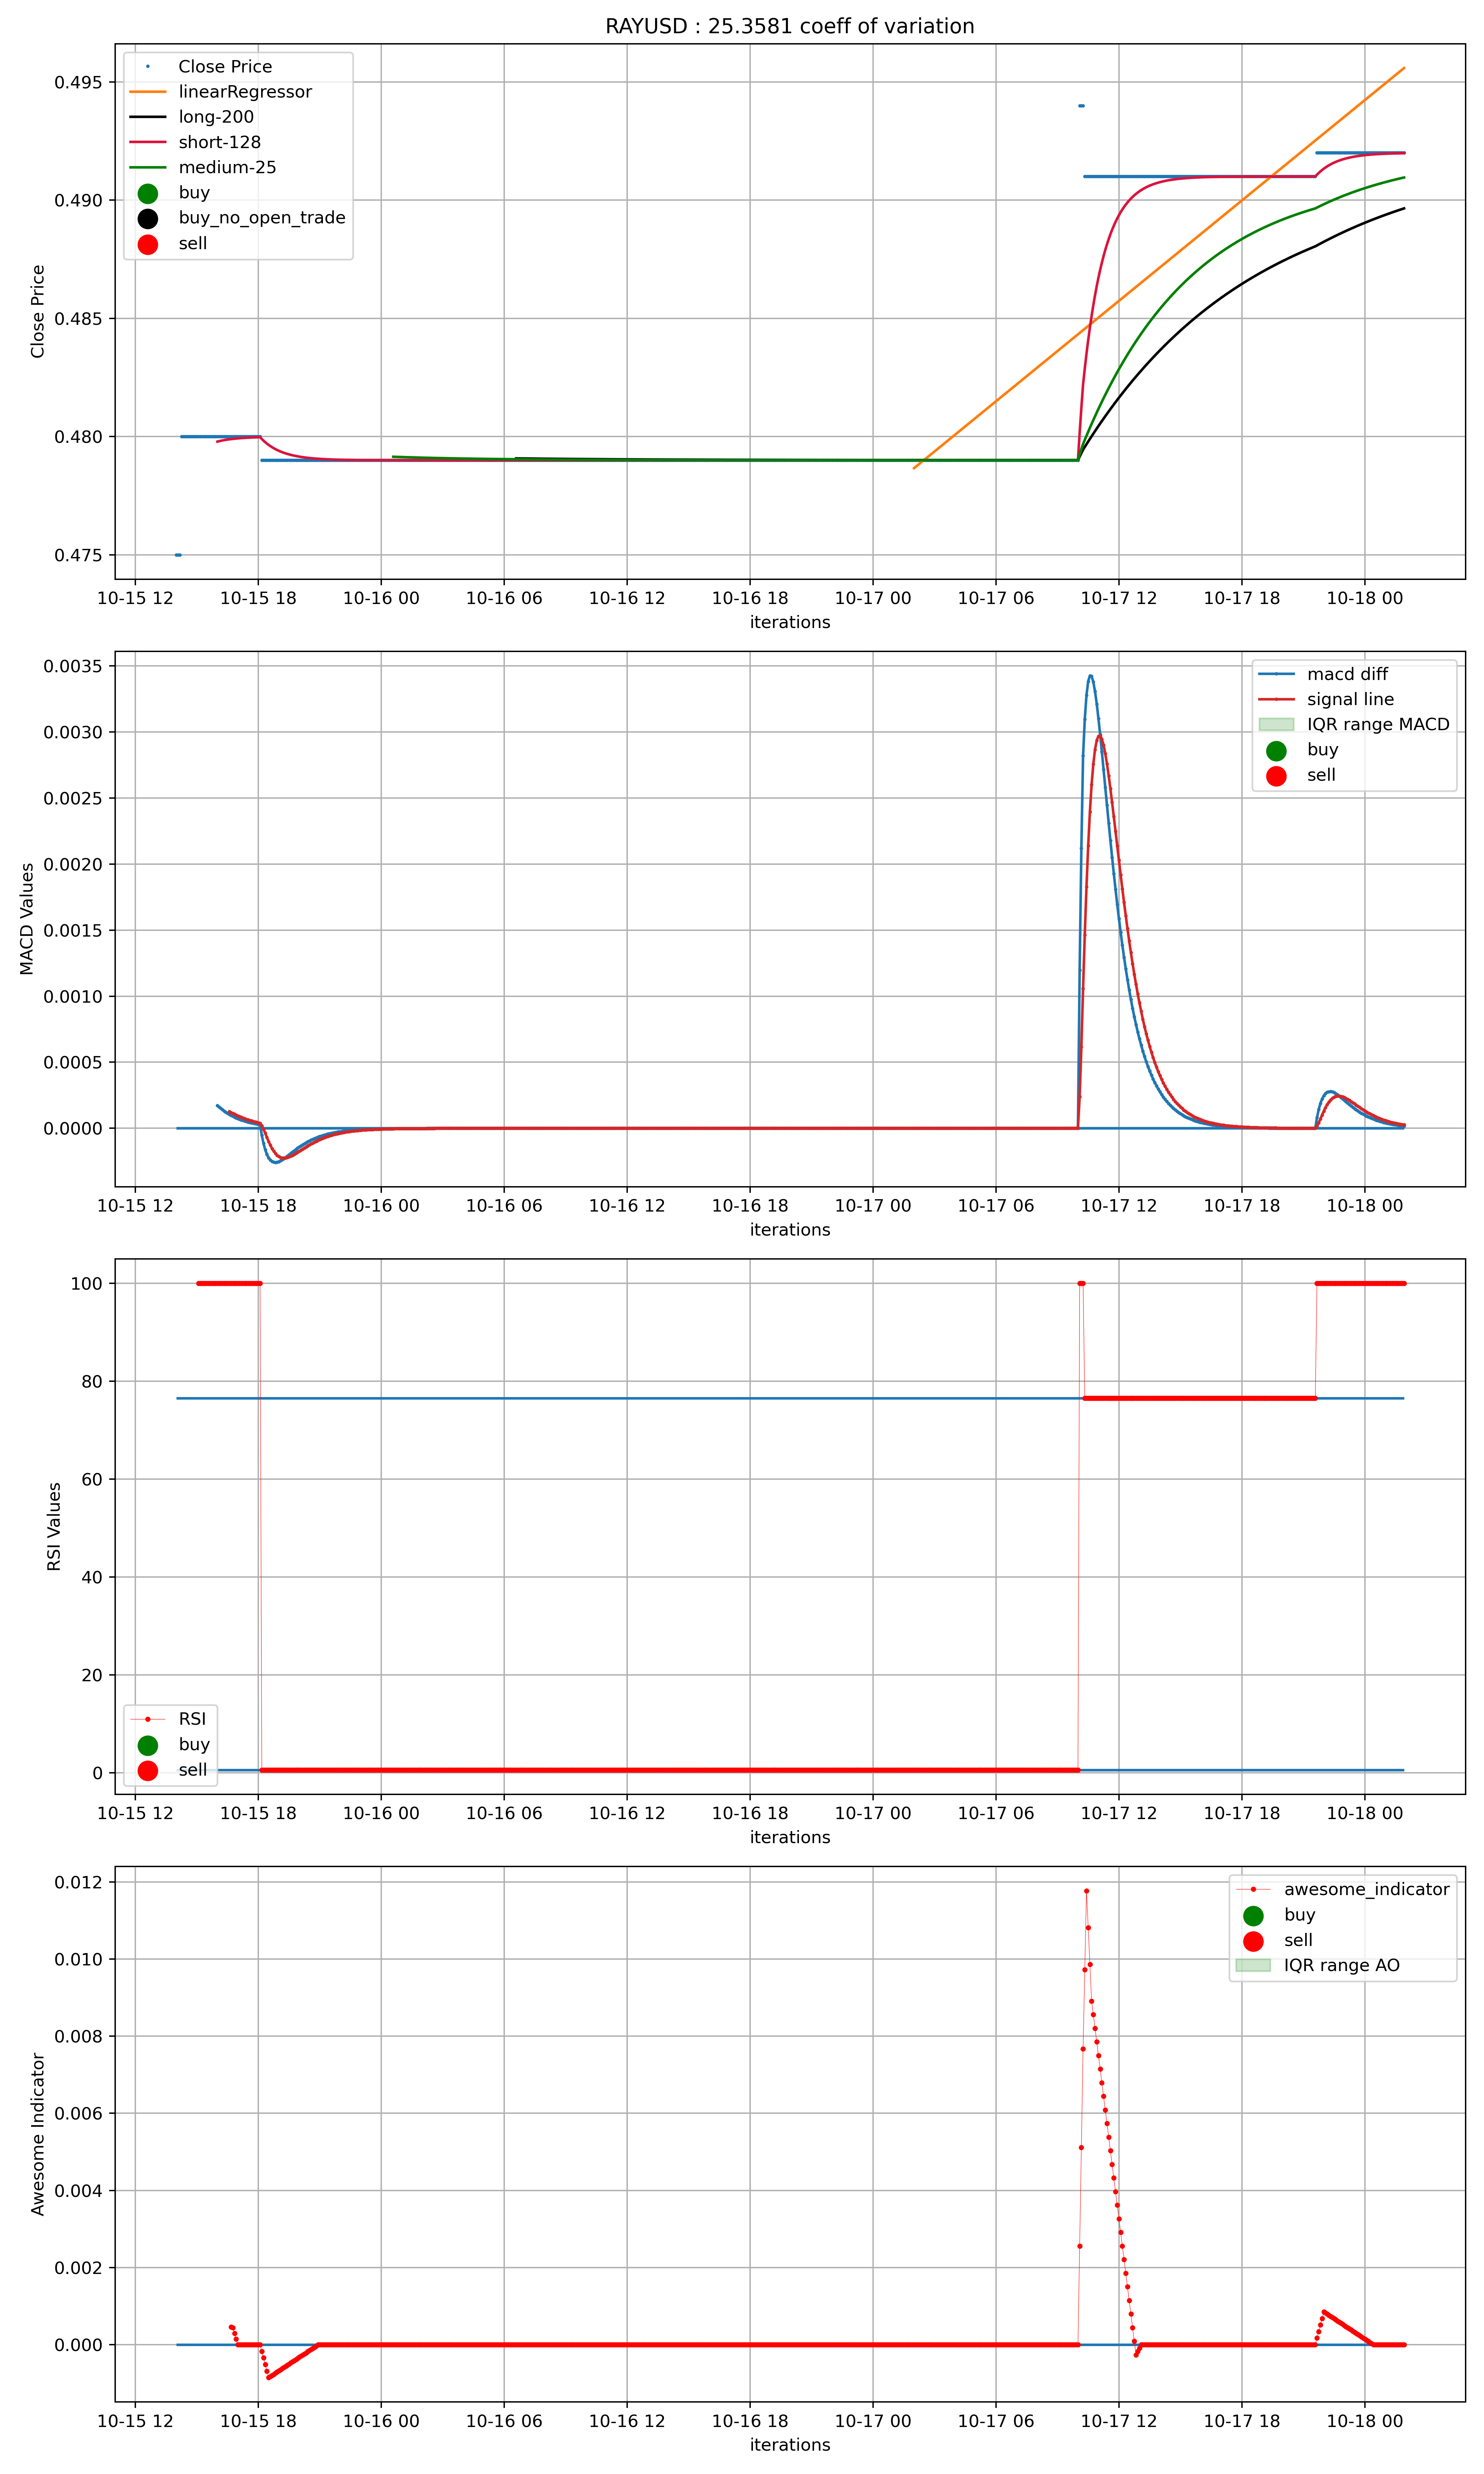 RAYUSD : 25.3581 coeff of variation
Close Price
linearRegressor
long-200
short-128
medium-25
buy
buy_no_open_trade
sell
0.495
0.490
0.485
0.480
0.475
Close Price
10-15 12 10-15 18 10-16 00 10-16 06 10-16 12 10-16 18 10-17 00 10-17 06 10-17 12 10-17 18 10-18 00
iterations
macd diff
signal line
IQR range MACD
buy
sell
0.0035
0.0030
0.0025
0.0020
0.0015
0.0010
0.0005
0.0000
MACD Values
10-15 12 10-15 18 10-16 00 10-16 06 10-16 12 10-16 18 10-17 00 10-17 06 10-17 12 10-17 18 10-18 00
iterations
100
80
60
40
20
0
RSI Values
RSI
buy
sell
10-15 12 10-15 18 10-16 00 10-16 06 10-16 12 10-16 18 10-17 00 10-17 06 10-17 12 10-17 18 10-18 00
iterations
awesome_indicator
buy
sell
IQR range AO
0.012
0.010
0.008
0.006
0.004
0.002
0.000
Awesome Indicator
10-15 12 10-15 18 10-16 00 10-16 06 10-16 12 10-16 18 10-17 00 10-17 06 10-17 12 10-17 18 10-18 00
iterations